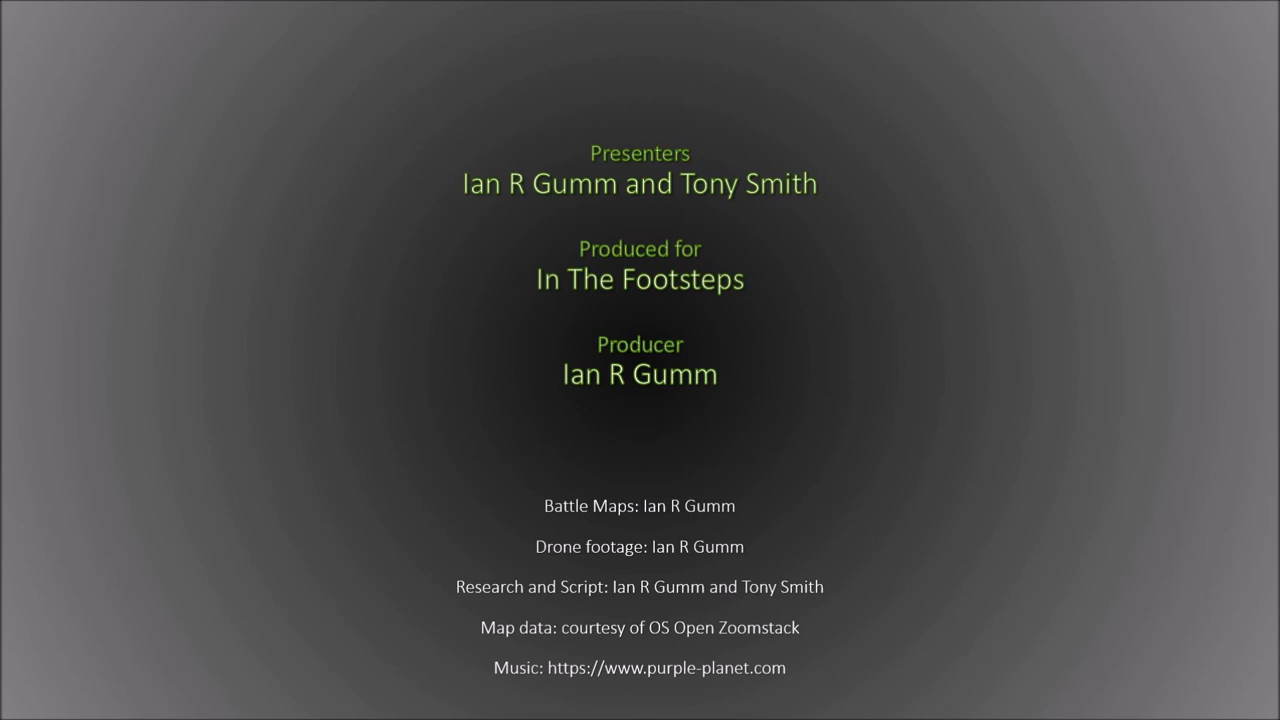 Presenters
Ian R Gumm and Tony Smith
Produced for
In The Footsteps
Producer
Ian R Gumm
Battle Maps: Ian R Gumm
Drone footage: Ian R Gumm
Research and Script: Ian R Gumm and Tony Smith
Map data: courtesy of OS Open Zoomstack
Music: https://www.purple-planet.com